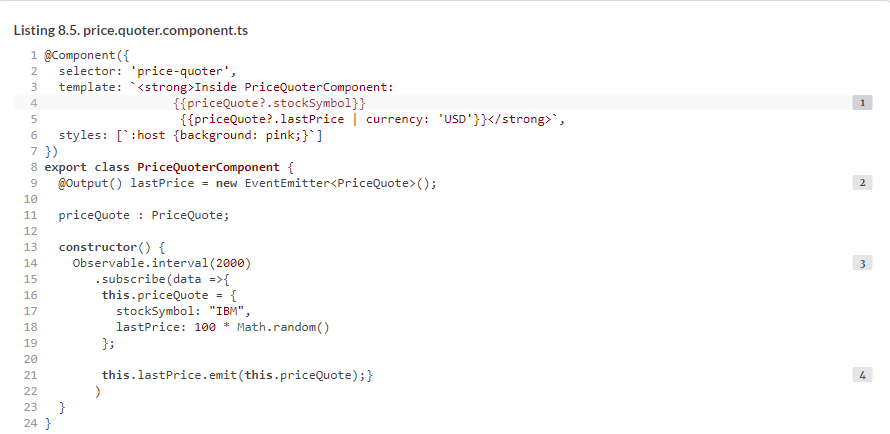 Listing 8.5. price.quoter.component.ts
1 @Component({
2   selector: 'price-quoter',
3   template: `<strong>Inside PriceQuoterComponent:
4                   {{priceQuote?.stockSymbol}}   1
5                    {{priceQuote?.lastPrice | currency: 'USD'}}</strong>`,
6   styles: [`:host {background: pink;}`]
7 })
8 export class PriceQuoterComponent {
9   @Output() lastPrice = new EventEmitter<PriceQuote>();   2
10
11   priceQuote : PriceQuote;
12
13   constructor() {
14     Observable.interval(2000)   3
15        .subscribe(data =>{
16         this.priceQuote = {
17           stockSymbol: "IBM",
18           lastPrice: 100 * Math.random()
19         };
20
21         this.lastPrice.emit(this.priceQuote);}   4
22        )
23   }
24 }